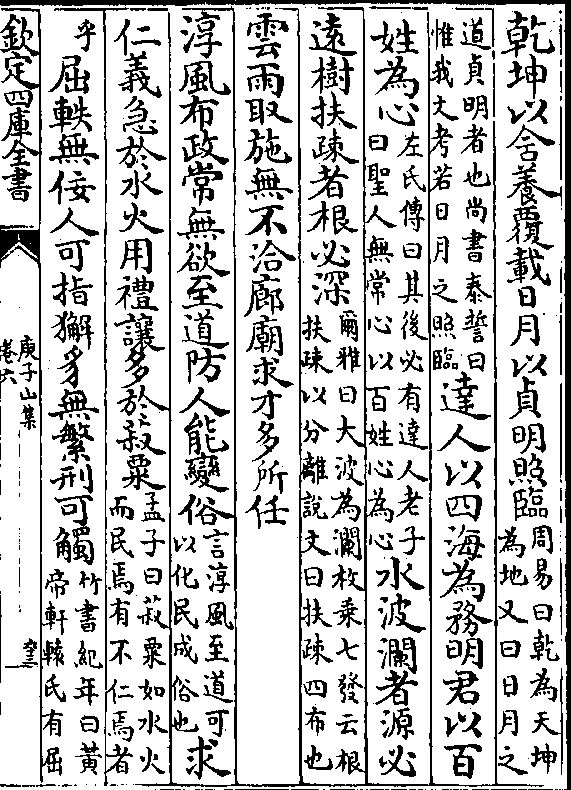 乾坤以含養覆載日月以貞明照臨周易曰乾為天坤為地又曰日月之
道貞明者也尚書泰誓曰惟我文考若日月之照臨達人以四海為務明君以百
姓為心左氏傳曰其後必有達人老子曰聖人無常心以百姓心為心水波瀾者源必
遠樹扶疎者根必深爾雅曰大波為瀾枚乗七發云根扶疎以分離說文曰扶疎四布也
雲雨取施無不洽廊廟求才多所任
淳風布政常無欲至道防人能變俗言淳風至道可以化民成俗也求
仁義急於水火用禮讓多於菽粟孟子曰菽粟如水火而民焉有不仁焉者
乎屈軼無佞人可指獬豸無繁刑可觸竹書紀年曰黃帝軒轅氏有屈
欽定四庫全書
庾子山集
卷六